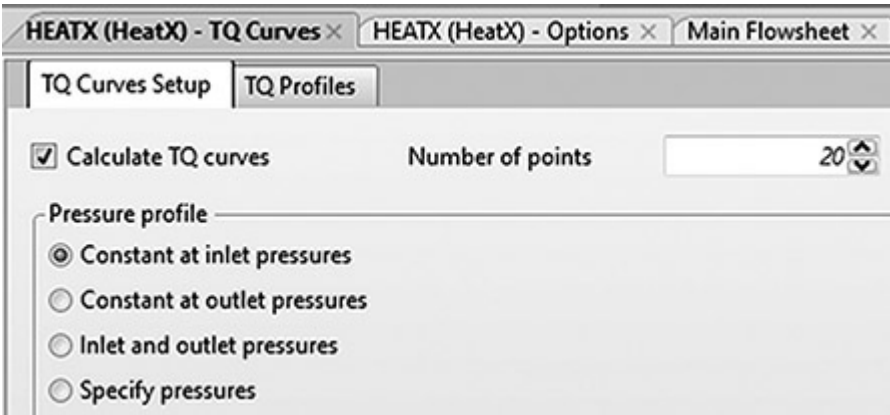 HEATX (HeatX) - TQ Curves × HEATX (HeatX) - Options × Main Flowsheet ×
TQ Curves Setup TQ Profiles
Calculate TQ curves Number of points 20
Pressure profile
Constant at inlet pressures
Constant at outlet pressures
Inlet and outlet pressures
Specify pressures